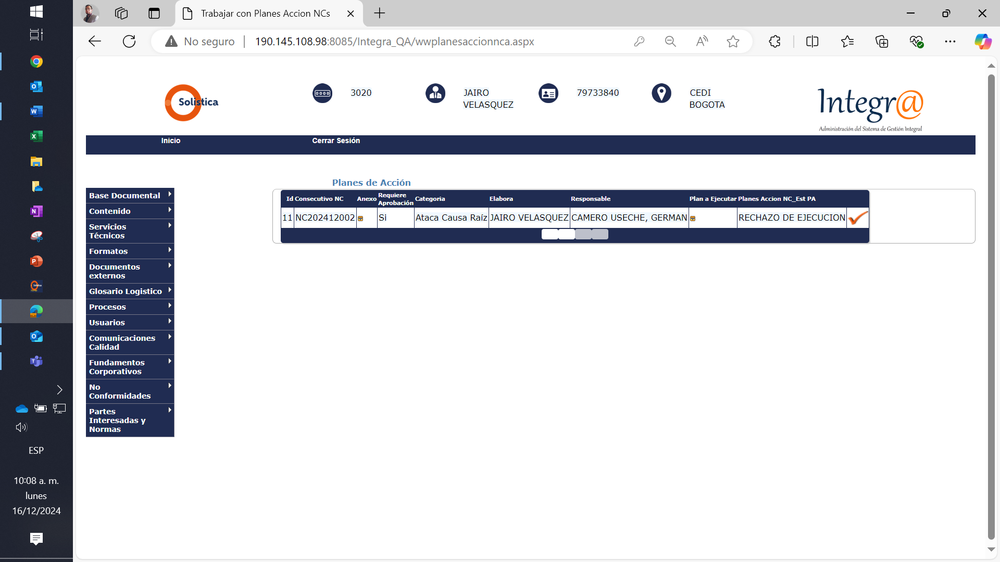 Trabajar con Planes Accion NCs
No seguro
190.145.108.98:8085/Integra_QA/wwplanesaccionnca.aspx
Solistica
3020
JAIRO
VELASQUEZ
79733840
CEDI
BOGOTA
Integr@
Administración del Sistema de Gestión Integral
Inicio
Cerrar Sesión
Planes de Acción
Base Documental
Contenido
Servicios
Técnicos
Formatos
Documentos
externos
Glosario Logistico
Procesos
Usuarios
Comunicaciones
Calidad
Fundamentos
Corporativos
No
Conformidades
Partes
Interesadas y
Normas
Id Consecutivo NC Anexo Requiere Aprobación Categoria Elabora Responsable Plan a Ejecutar Planes Accion NC_Est PA
11 NC202412002 Si Ataca Causa Raíz JAIRO VELASQUEZ CAMERO USECHE, GERMAN RECHAZO DE EJECUCION
ESP
10:08 a. m.
lunes
16/12/2024